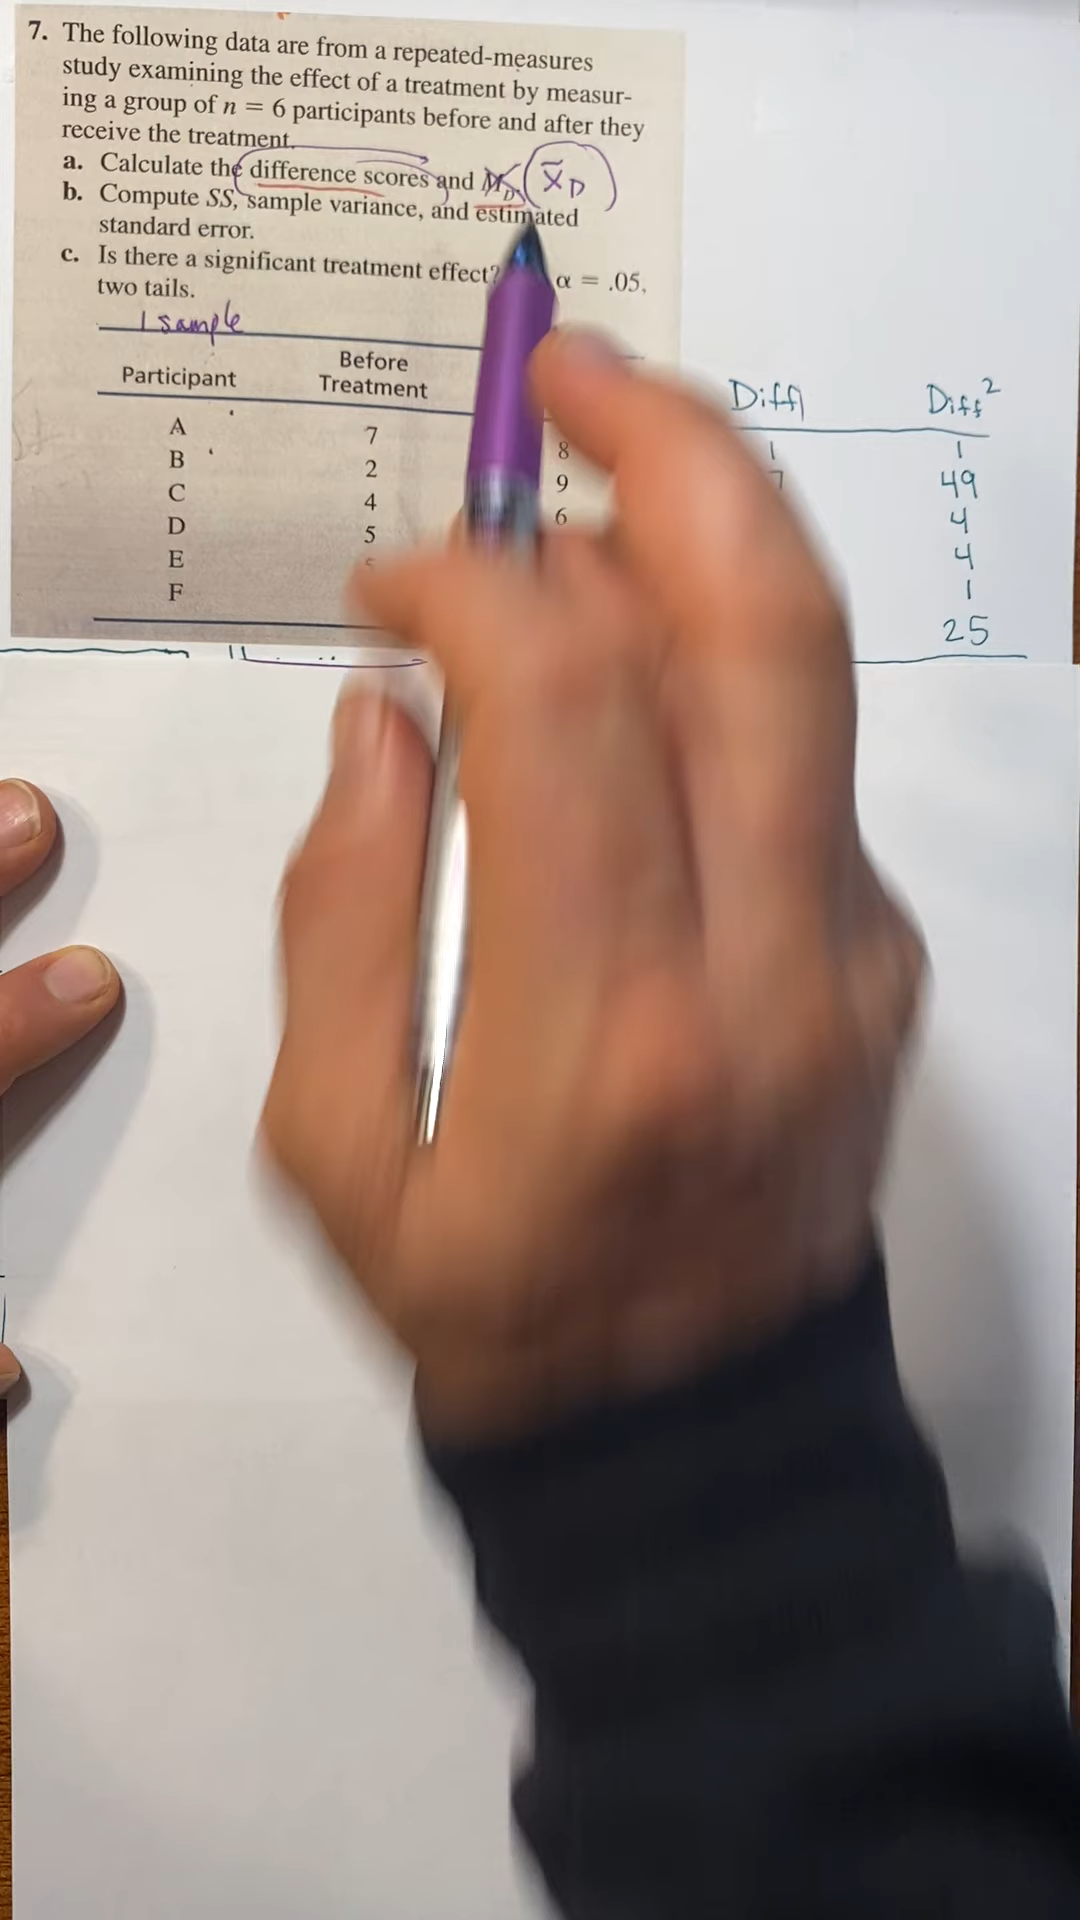 7. The following data are from a repeated-measures
study examining the effect of a treatment by measur-
ing a group of n = 6 participants before and after they
receive the treatment.
a. Calculate the difference scores and M_D. X̄_D
b. Compute SS, sample variance, and estimated
standard error.
c. Is there a significant treatment effect? α = .05,
two tails.
1 sample
Participant Before Treatment Diff Diff²
A 7 8 1 1
B 2 9 7 49
C 4 6 4
D 5 4
E 1
F 25